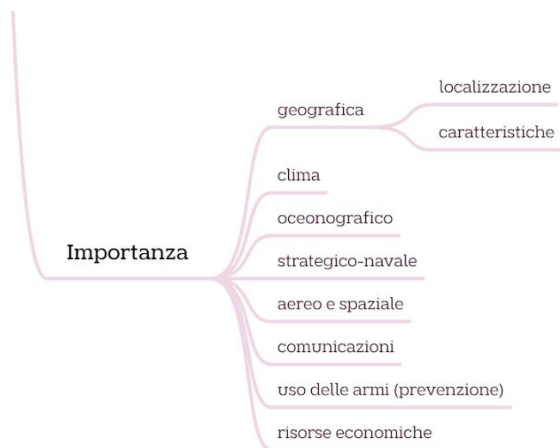 localizzazione
geografica
caratteristiche
clima
oceonografico
Importanza
strategico-navale
aereo e spaziale
comunicazioni
uso delle armi (prevenzione)
risorse economiche